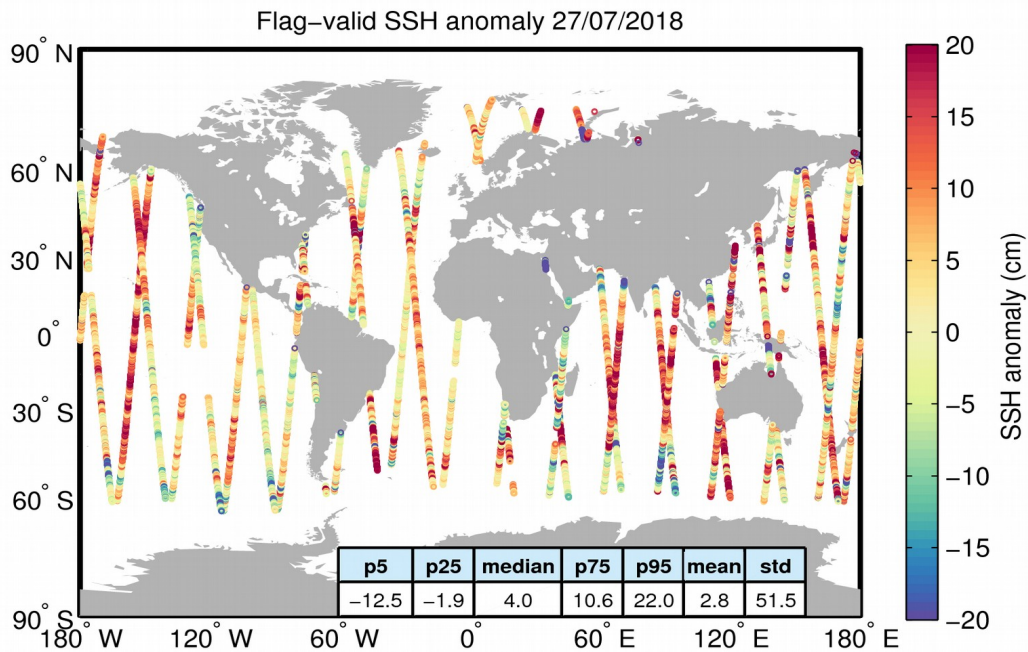 Flag−valid SSH anomaly 27/07/2018
90° N
60° N
30° N
0°
30° S
60° S
90° S
180° W
120° W
60° W
0°
60° E
120° E
180° E
p5 p25 median p75 p95 mean std
−12.5 −1.9 4.0 10.6 22.0 2.8 51.5
20
15
10
5
0
−5
−10
−15
−20
SSH anomaly (cm)